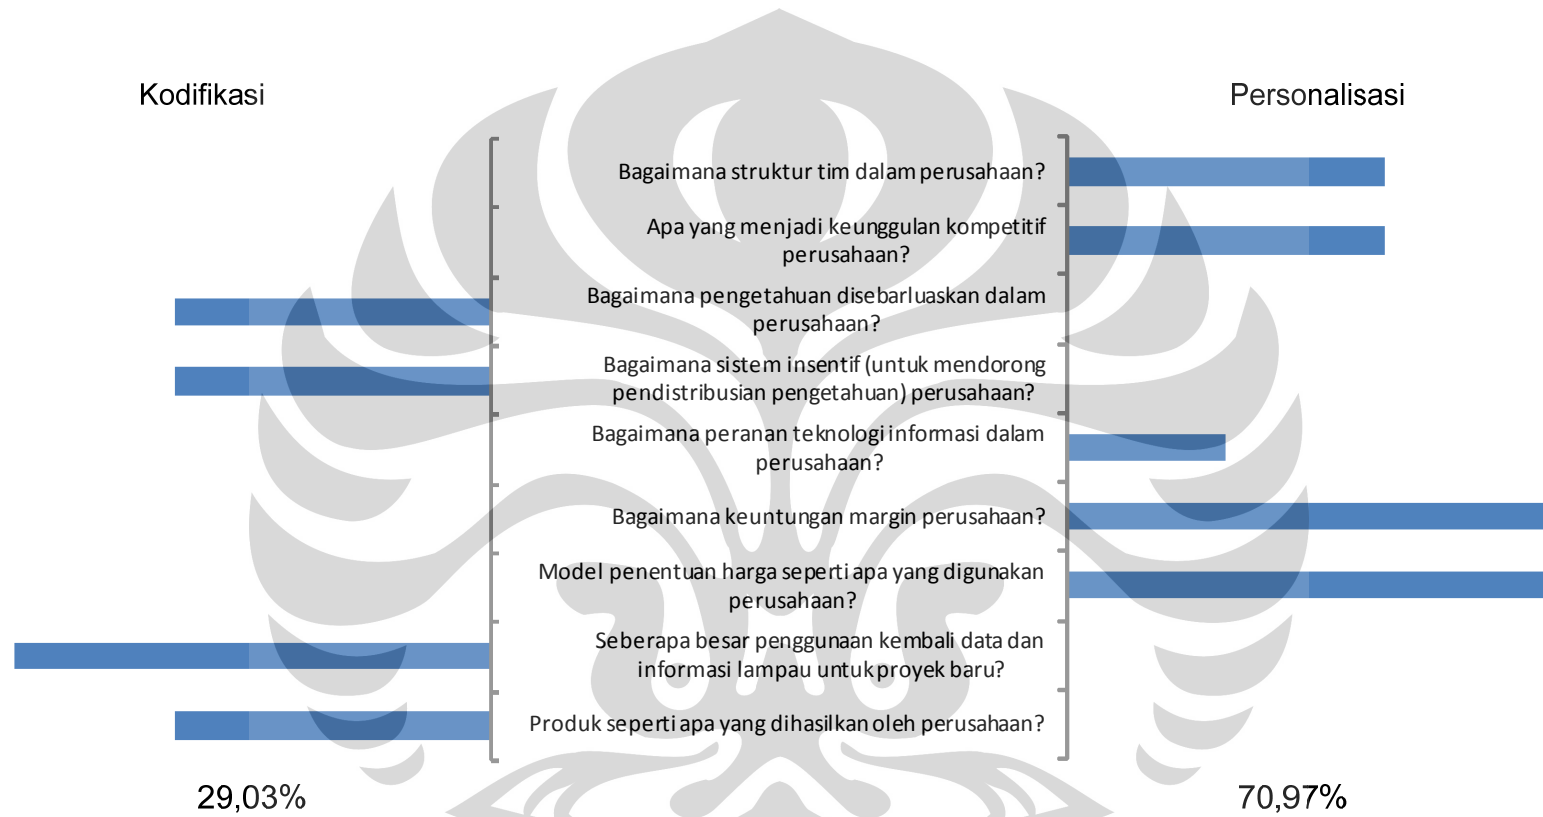 Kodifikasi
Personalisasi
Bagaimana struktur tim dalam perusahaan?
Apa yang menjadi keunggulan kompetitif
perusahaan?
Bagaimana pengetahuan disebarluaskan dalam
perusahaan?
Bagaimana sistem insentif (untuk mendorong
pendistribusian pengetahuan) perusahaan?
Bagaimana peranan teknologi informasi dalam
perusahaan?
Bagaimana keuntungan margin perusahaan?
Model penentuan harga seperti apa yang digunakan
perusahaan?
Seberapa besar penggunaan kembali data dan
informasi lampau untuk proyek baru?
Produk seperti apa yang dihasilkan oleh perusahaan?
29,03%
70,97%